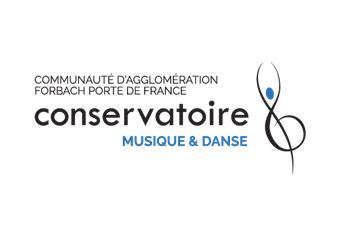 COMMUNAUTÉ D'AGGLOMÉRATION
FORBACH PORTE DE FRANCE
conservatoire
MUSIQUE & DANSE